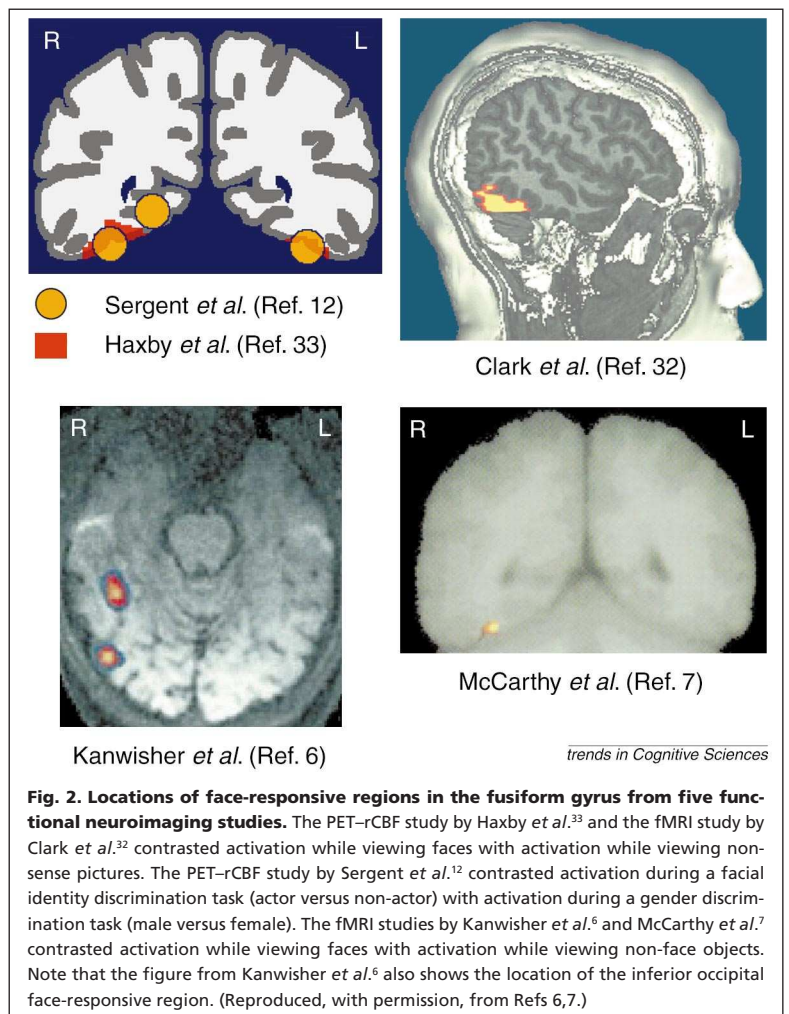 R L
Sergent et al. (Ref. 12)
Haxby et al. (Ref. 33)
Clark et al. (Ref. 32)
R L
Kanwisher et al. (Ref. 6)
R L
McCarthy et al. (Ref. 7)
trends in Cognitive Sciences
Fig. 2. Locations of face-responsive regions in the fusiform gyrus from five func-
tional neuroimaging studies. The PET–rCBF study by Haxby et al.³³ and the fMRI study by
Clark et al.³² contrasted activation while viewing faces with activation while viewing non-
sense pictures. The PET–rCBF study by Sergent et al.¹² contrasted activation during a facial
identity discrimination task (actor versus non-actor) with activation during a gender discrim-
ination task (male versus female). The fMRI studies by Kanwisher et al.⁶ and McCarthy et al.⁷
contrasted activation while viewing faces with activation while viewing non-face objects.
Note that the figure from Kanwisher et al.⁶ also shows the location of the inferior occipital
face-responsive region. (Reproduced, with permission, from Refs 6,7.)